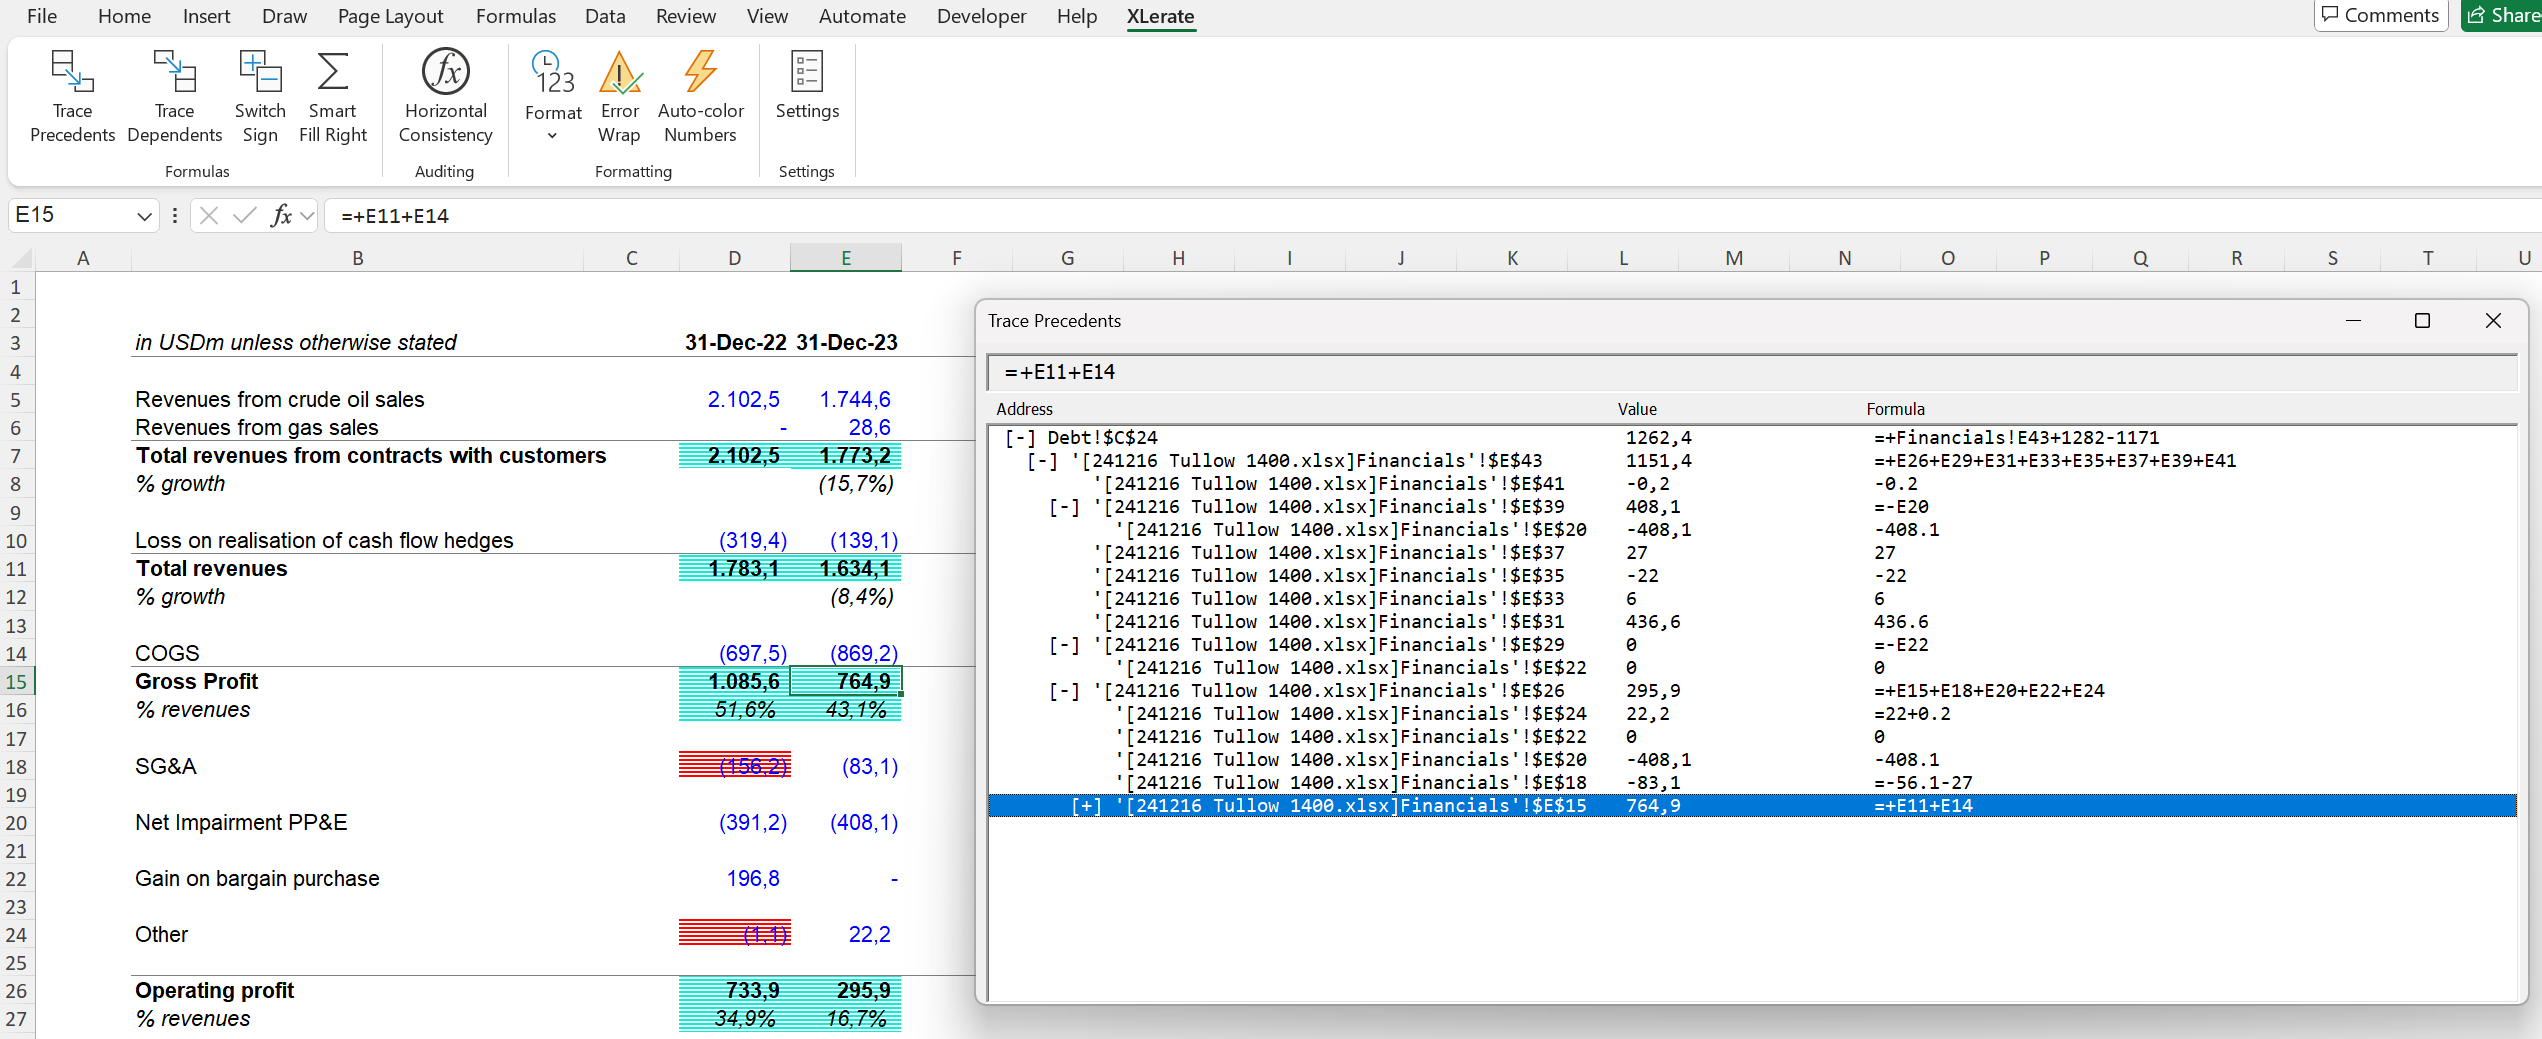 File Home Insert Draw Page Layout Formulas Data Review View Automate Developer Help XLerate Comments Share
Trace Precedents
Trace Dependents
Switch Sign
Smart Fill Right
Formulas
Horizontal Consistency
Auditing
123 Format
Error Wrap
Auto-color Numbers
Formatting
Settings
Settings
E15 fx =+E11+E14
A B C D E F G H I J K L M N O P Q R S T U
1
2
3 in USDm unless otherwise stated 31-Dec-22 31-Dec-23
4
5 Revenues from crude oil sales 2.102,5 1.744,6
6 Revenues from gas sales - 28,6
7 Total revenues from contracts with customers 2.102,5 1.773,2
8 % growth (15,7%)
9
10 Loss on realisation of cash flow hedges (319,4) (139,1)
11 Total revenues 1.783,1 1.634,1
12 % growth (8,4%)
13
14 COGS (697,5) (869,2)
15 Gross Profit 1.085,6 764,9
16 % revenues 51,6% 43,1%
17
18 SG&A (156,2) (83,1)
19
20 Net Impairment PP&E (391,2) (408,1)
21
22 Gain on bargain purchase 196,8 -
23
24 Other (1,1) 22,2
25
26 Operating profit 733,9 295,9
27 % revenues 34,9% 16,7%
Trace Precedents
=+E11+E14
Address Value Formula
[-] Debt!$C$24 1262,4 =+Financials!E43+1282-1171
[-] '[241216 Tullow 1400.xlsx]Financials'!$E$43 1151,4 =+E26+E29+E31+E33+E35+E37+E39+E41
'[241216 Tullow 1400.xlsx]Financials'!$E$41 -0,2 -0.2
[-] '[241216 Tullow 1400.xlsx]Financials'!$E$39 408,1 =-E20
'[241216 Tullow 1400.xlsx]Financials'!$E$20 -408,1 -408.1
'[241216 Tullow 1400.xlsx]Financials'!$E$37 27 27
'[241216 Tullow 1400.xlsx]Financials'!$E$35 -22 -22
'[241216 Tullow 1400.xlsx]Financials'!$E$33 6 6
'[241216 Tullow 1400.xlsx]Financials'!$E$31 436,6 436.6
[-] '[241216 Tullow 1400.xlsx]Financials'!$E$29 0 =-E22
'[241216 Tullow 1400.xlsx]Financials'!$E$22 0 0
[-] '[241216 Tullow 1400.xlsx]Financials'!$E$26 295,9 =+E15+E18+E20+E22+E24
'[241216 Tullow 1400.xlsx]Financials'!$E$24 22,2 =22+0.2
'[241216 Tullow 1400.xlsx]Financials'!$E$22 0 0
'[241216 Tullow 1400.xlsx]Financials'!$E$20 -408,1 -408.1
'[241216 Tullow 1400.xlsx]Financials'!$E$18 -83,1 =-56.1-27
[+] '[241216 Tullow 1400.xlsx]Financials'!$E$15 764,9 =+E11+E14